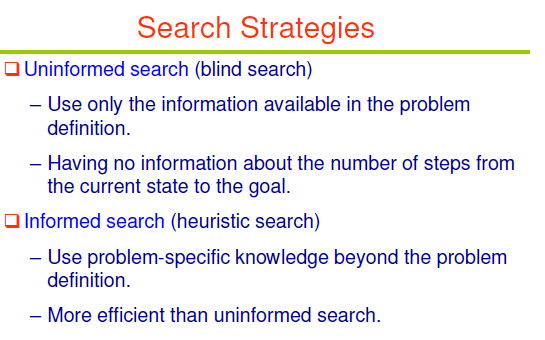 Search Strategies
Uninformed search (blind search)
– Use only the information available in the problem
definition.
– Having no information about the number of steps from
the current state to the goal.
Informed search (heuristic search)
– Use problem-specific knowledge beyond the problem
definition.
– More efficient than uninformed search.